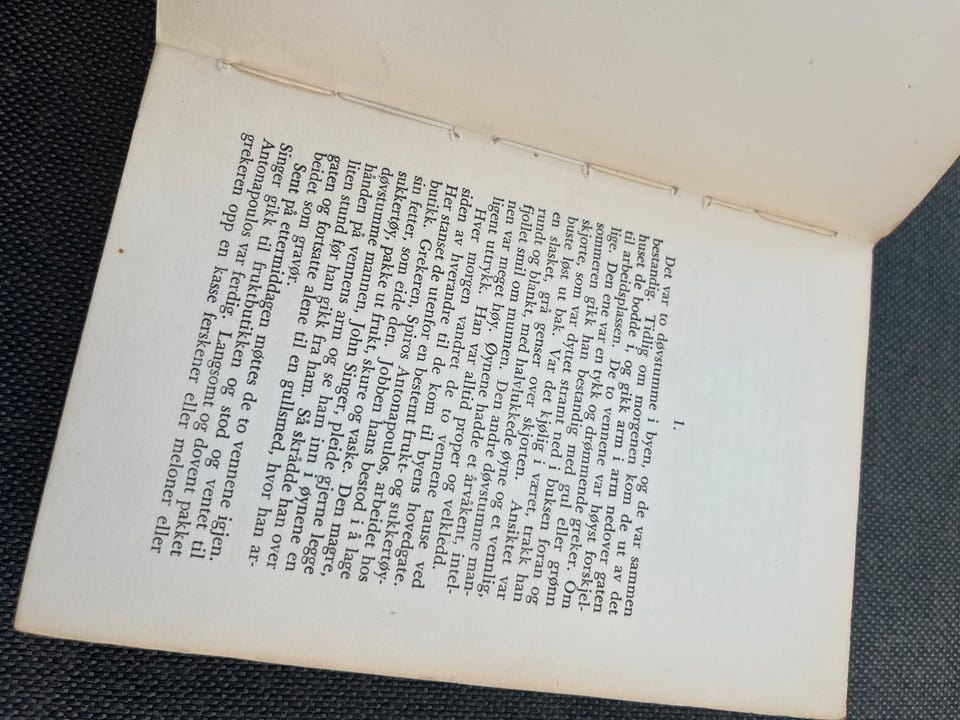 1.
Det var to døvstumme i byen, og de var sammen
bestandig. Tidlig om morgenen kom de ut av det
huset de bodde i, og gikk arm i arm nedover gaten
til arbeidsplassen. De to vennene var høyst forskjel-
lige. Den ene var en tykk og drømmende greker. Om
sommeren gikk han bestandig med gul eller grønn
skjorte, som var dyttet stramt ned i buksen foran og
buste løst ut bak. Var det kjølig i været, trakk han
en slasket, grå genser over skjorten. Ansiktet var
rundt og blankt, med halvlukkede øyne og et vennlig,
fjollet smil om munnen. Den andre døvstumme man-
nen var meget høy. Øynene hadde et årvåkent, intel-
ligent uttrykk. Han var alltid proper og velkledd.
Hver morgen vandret de to vennene tause ved
siden av hverandre til de kom til byens hovedgate.
Her stanset de utenfor en bestemt frukt- og sukkertøy-
butikk. Grekeren, Spiros Antonapoulos, arbeidet hos
sin fetter, som eide den. Jobben hans bestod i å lage
sukkertøy, pakke ut frukt, skure og vaske. Den magre,
døvstumme mannen, John Singer, pleide gjerne legge
hånden på vennens arm og se ham inn i øynene en
liten stund før han gikk fra ham. Så skrådde han over
gaten og fortsatte alene til en gullsmed, hvor han ar-
beidet som gravør.
Sent på ettermiddagen møttes de to vennene igjen.
Singer gikk til fruktbutikken og stod og ventet til
Antonapoulos var ferdig. Langsomt og dovent pakket
grekeren opp en kasse ferskener eller meloner eller